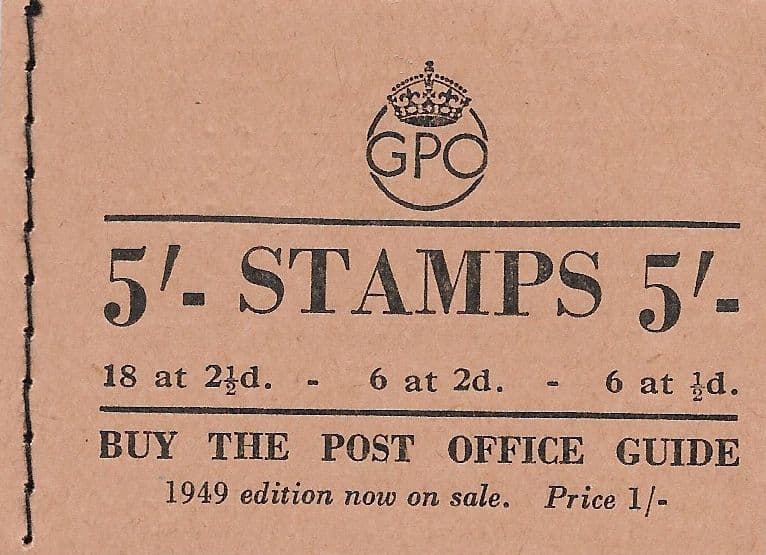 GPO
5'- STAMPS 5'-
18 at 2½d. - 6 at 2d. - 6 at ½d.
BUY THE POST OFFICE GUIDE
1949 edition now on sale. Price 1/-